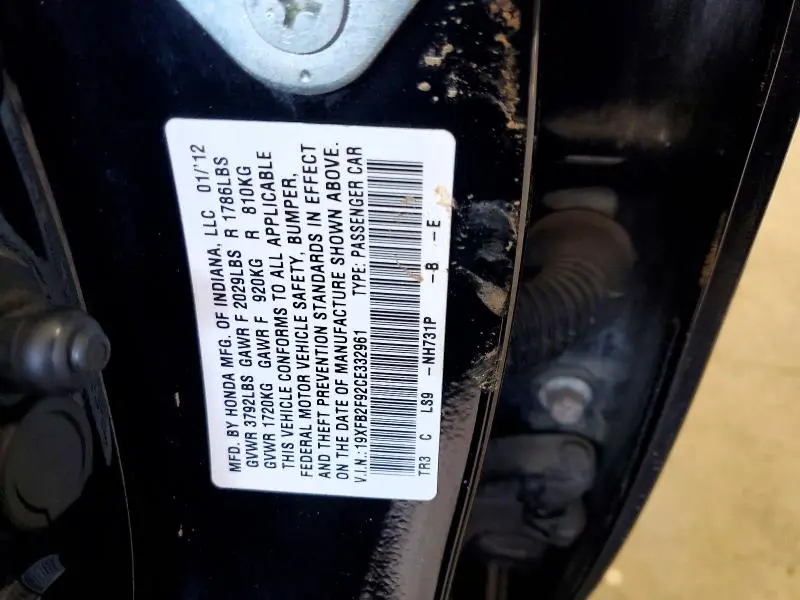 MFD. BY HONDA MFG. OF INDIANA, LLC 01/'12
GVWR 3792LBS GAWR F 2029LBS R 1786LBS
GVWR 1720KG GAWR F 920KG R 810KG
THIS VEHICLE CONFORMS TO ALL APPLICABLE
FEDERAL MOTOR VEHICLE SAFETY, BUMPER,
AND THEFT PREVENTION STANDARDS IN EFFECT
ON THE DATE OF MANUFACTURE SHOWN ABOVE.
V.I.N.:19XFB2F92CE332961 TYPE: PASSENGER CAR
TR3 C LS9 -NH731P -B -E